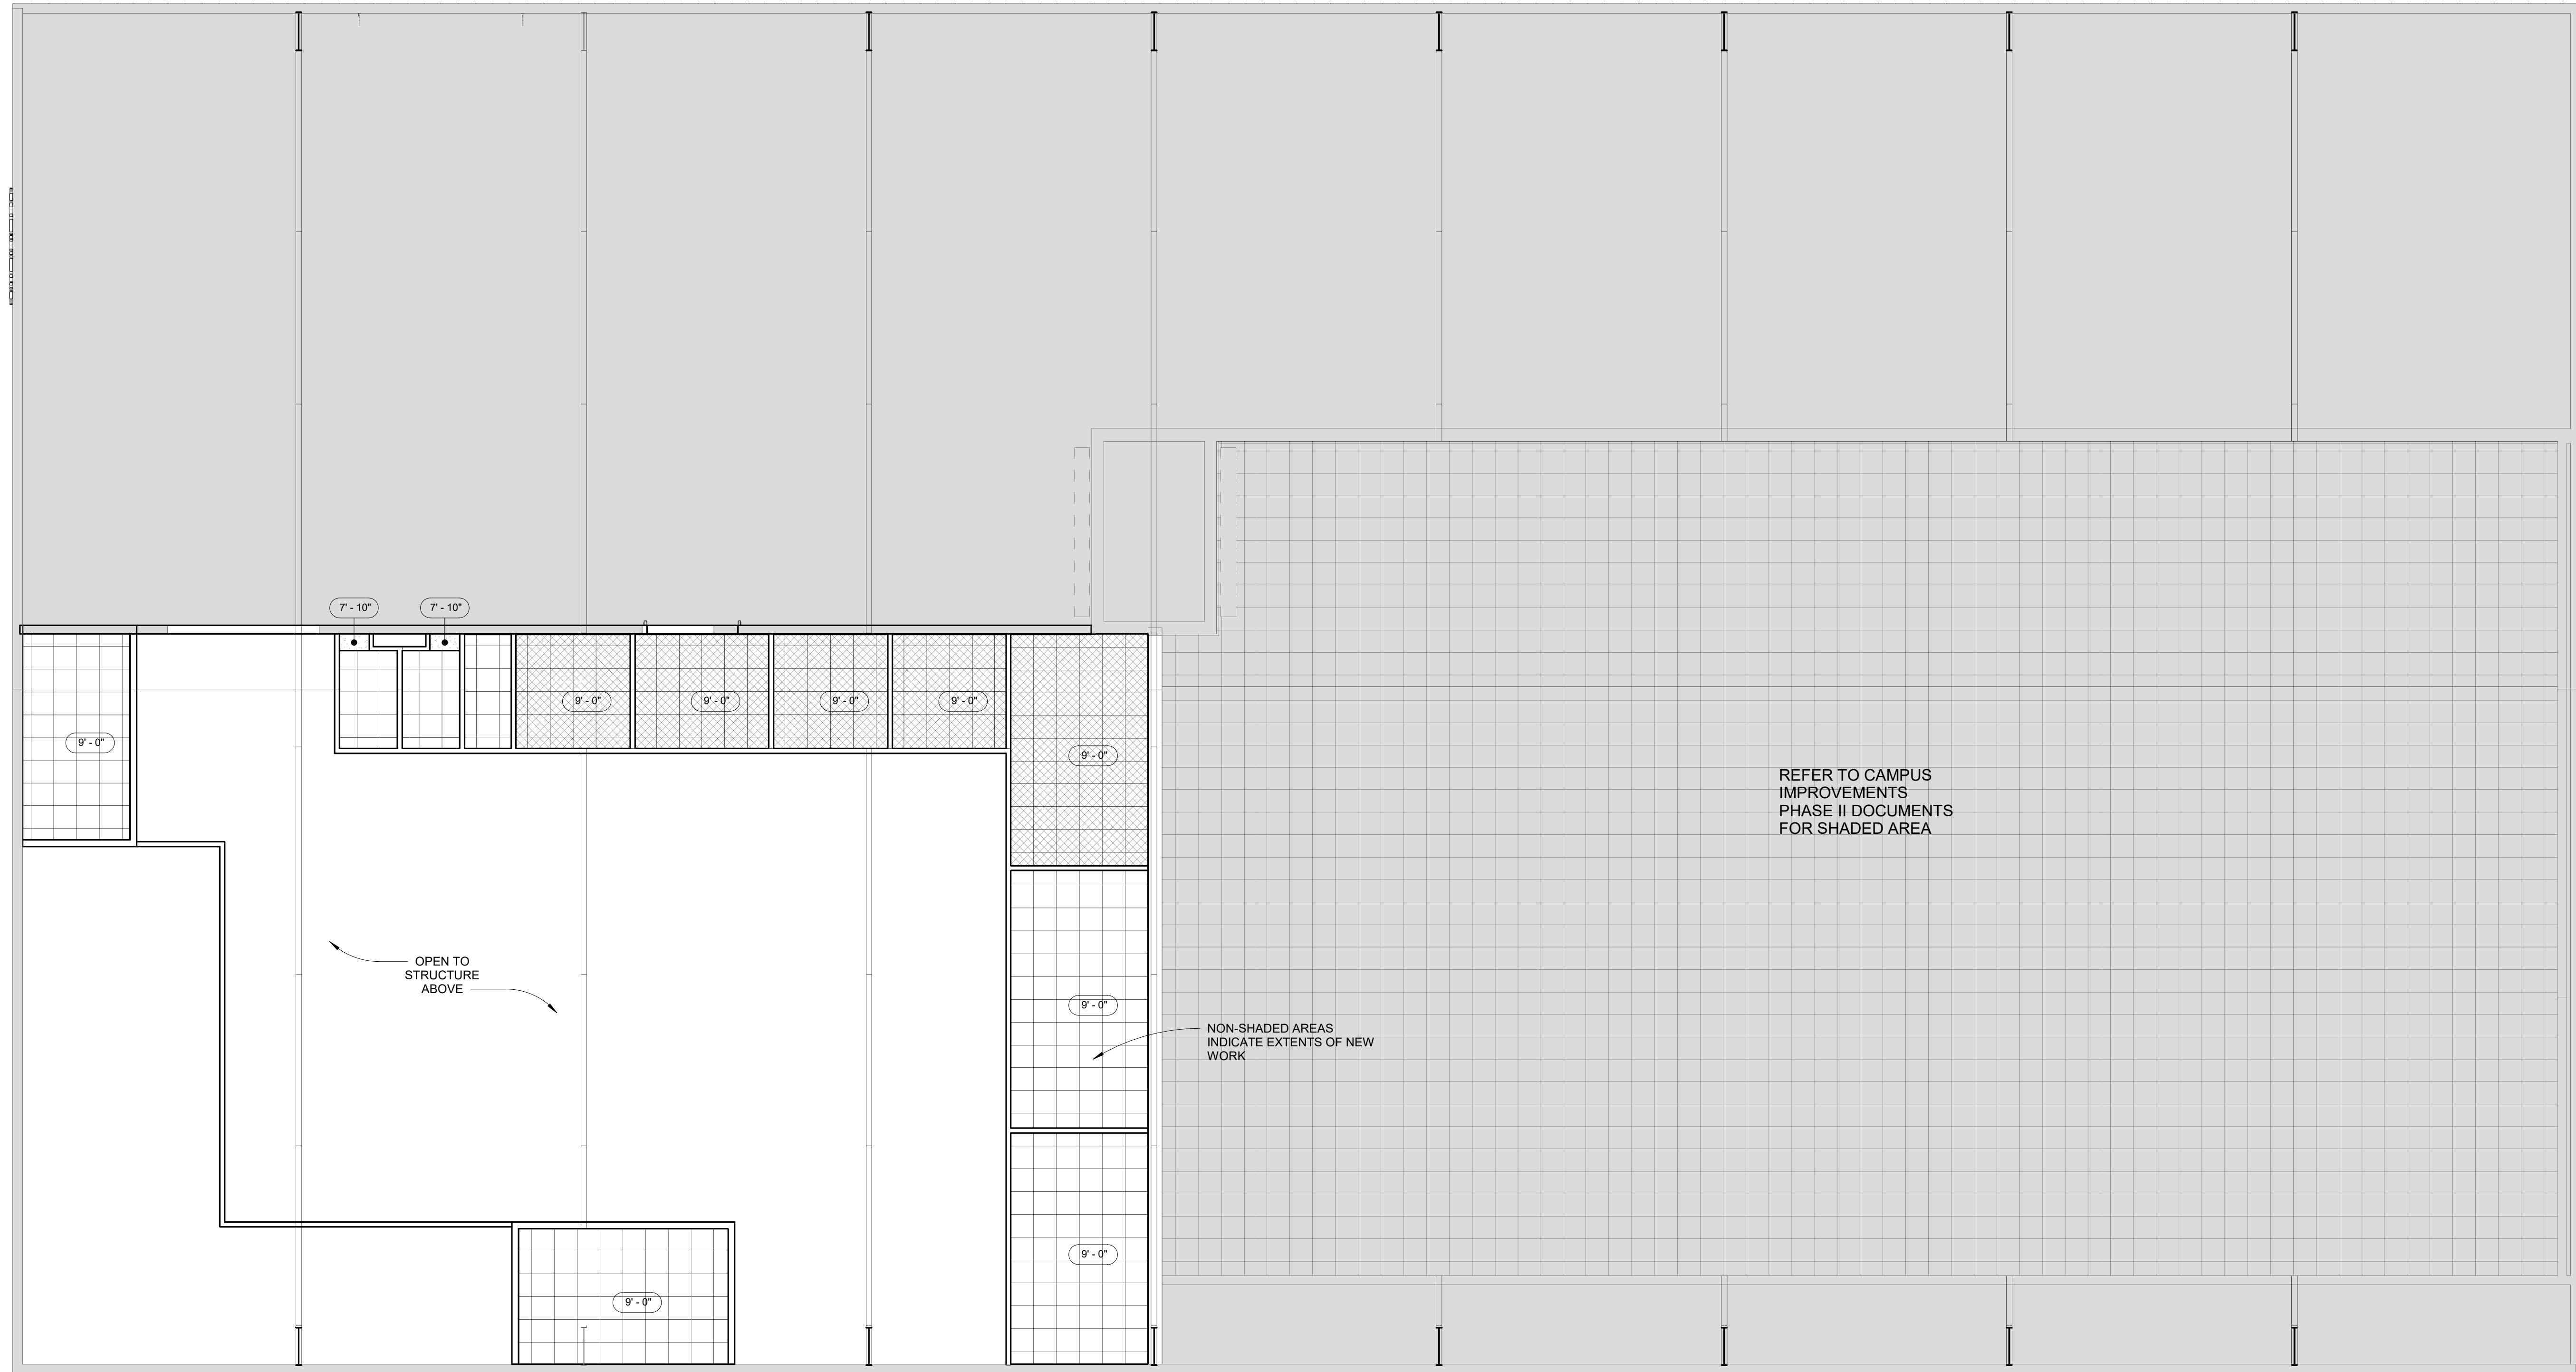 7' - 10"
7' - 10"
9' - 0"
9' - 0"
9' - 0"
9' - 0"
9' - 0"
9' - 0"
REFER TO CAMPUS
IMPROVEMENTS
PHASE II DOCUMENTS
FOR SHADED AREA
OPEN TO
STRUCTURE
ABOVE
9' - 0"
NON-SHADED AREAS
INDICATE EXTENTS OF NEW
WORK
9' - 0"
9' - 0"